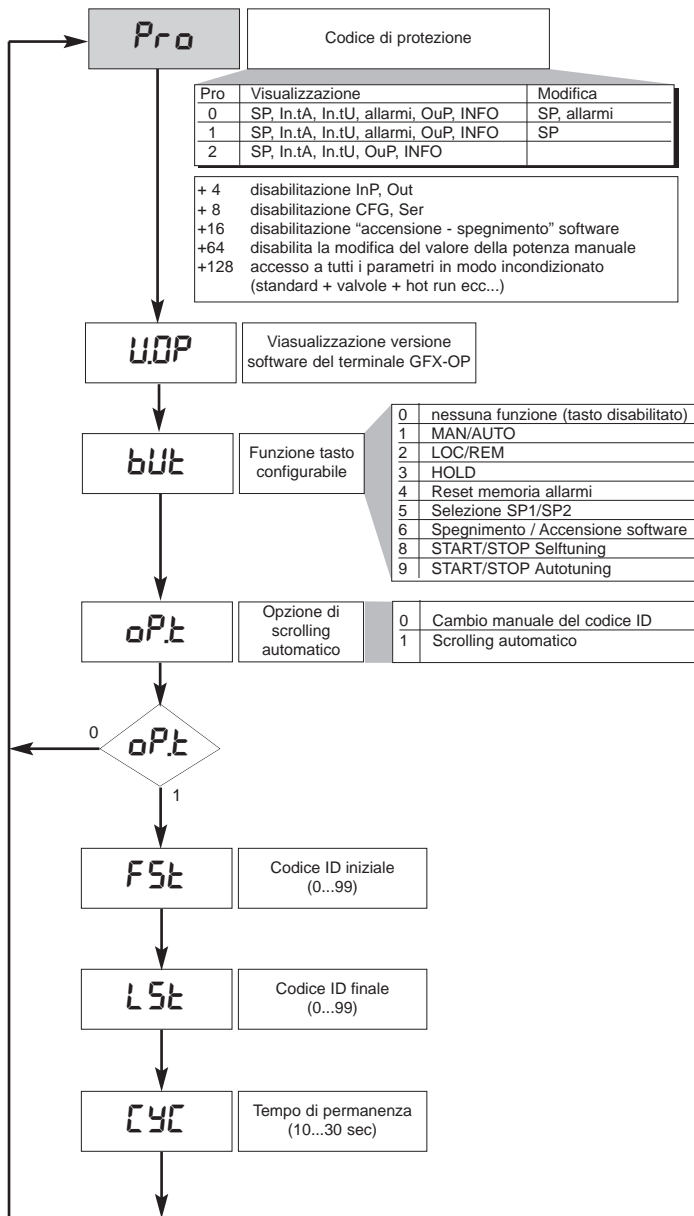 Pro
Codice di protezione
Pro Visualizzazione Modifica
0 SP, In.tA, In.tU, allarmi, OuP, INFO SP, allarmi
1 SP, In.tA, In.tU, allarmi, OuP, INFO SP
2 SP, In.tA, In.tU, OuP, INFO
+ 4 disabilitazione InP, Out
+ 8 disabilitazione CFG, Ser
+16 disabilitazione “accensione - spegnimento” software
+64 disabilita la modifica del valore della potenza manuale
+128 accesso a tutti i parametri in modo incondizionato
(standard + valvole + hot run ecc...)
U.OP
Viasualizzazione versione
software del terminale GFX-OP
bUt
Funzione tasto
configurabile
0 nessuna funzione (tasto disabilitato)
1 MAN/AUTO
2 LOC/REM
3 HOLD
4 Reset memoria allarmi
5 Selezione SP1/SP2
6 Spegnimento / Accensione software
8 START/STOP Selftuning
9 START/STOP Autotuning
oP.t
Opzione di
scrolling
automatico
0 Cambio manuale del codice ID
1 Scrolling automatico
0
oP.t
1
FSt
Codice ID iniziale
(0...99)
LSt
Codice ID finale
(0...99)
CYC
Tempo di permanenza
(10...30 sec)